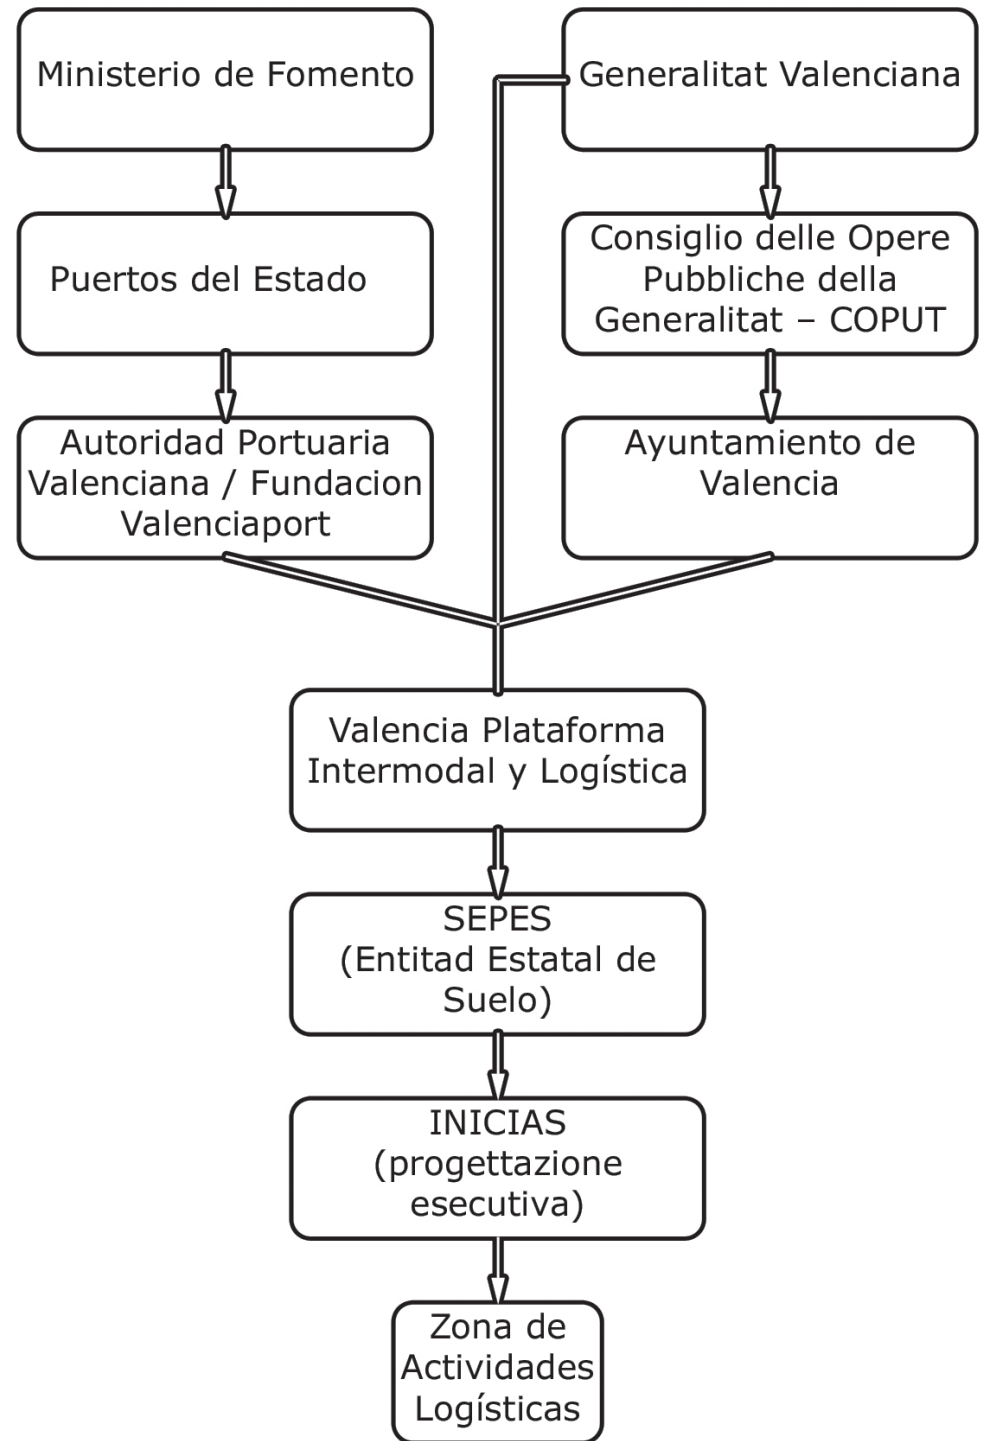 Ministerio de Fomento
Generalitat Valenciana
Puertos del Estado
Consiglio delle Opere
Pubbliche della
Generalitat – COPUT
Autoridad Portuaria
Valenciana / Fundacion
Valenciaport
Ayuntamiento de
Valencia
Valencia Plataforma
Intermodal y Logística
SEPES
(Entitad Estatal de
Suelo)
INICIAS
(progettazione
esecutiva)
Zona de
Actividades
Logísticas